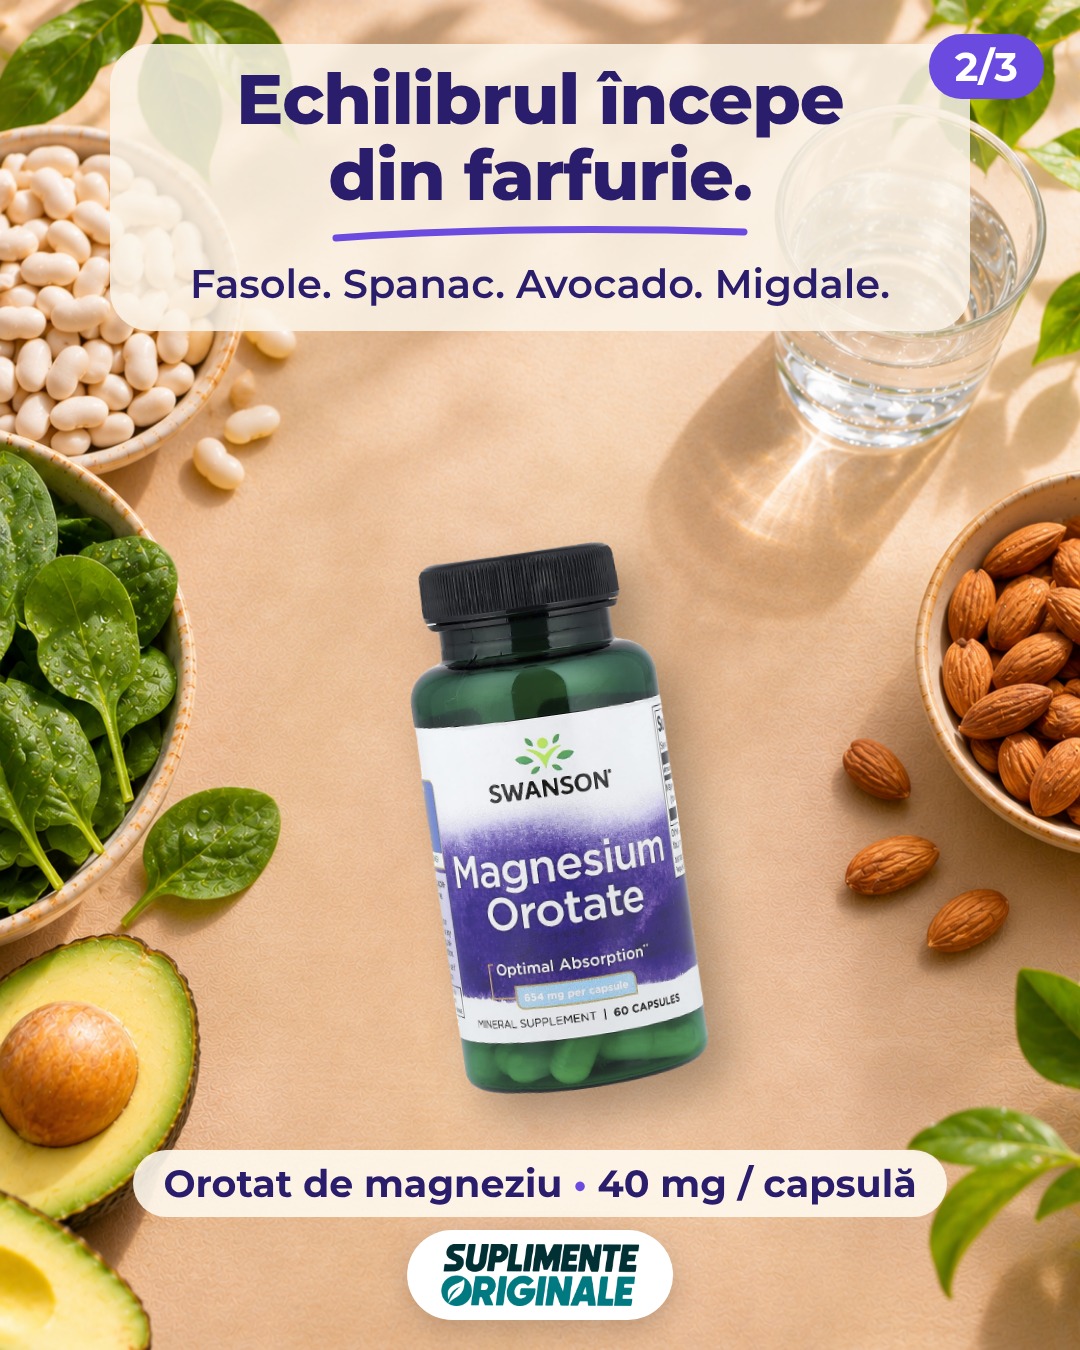 2/3
Echilibrul începe
din farfurie.
Fasole. Spanac. Avocado. Migdale.
SWANSON
Magnesium
Orotate
Optimal Absorption
654 mg per capsule
MINERAL SUPPLEMENT | 60 CAPSULES
Orotat de magneziu • 40 mg / capsulă
SUPLIMENTE
ORIGINALE